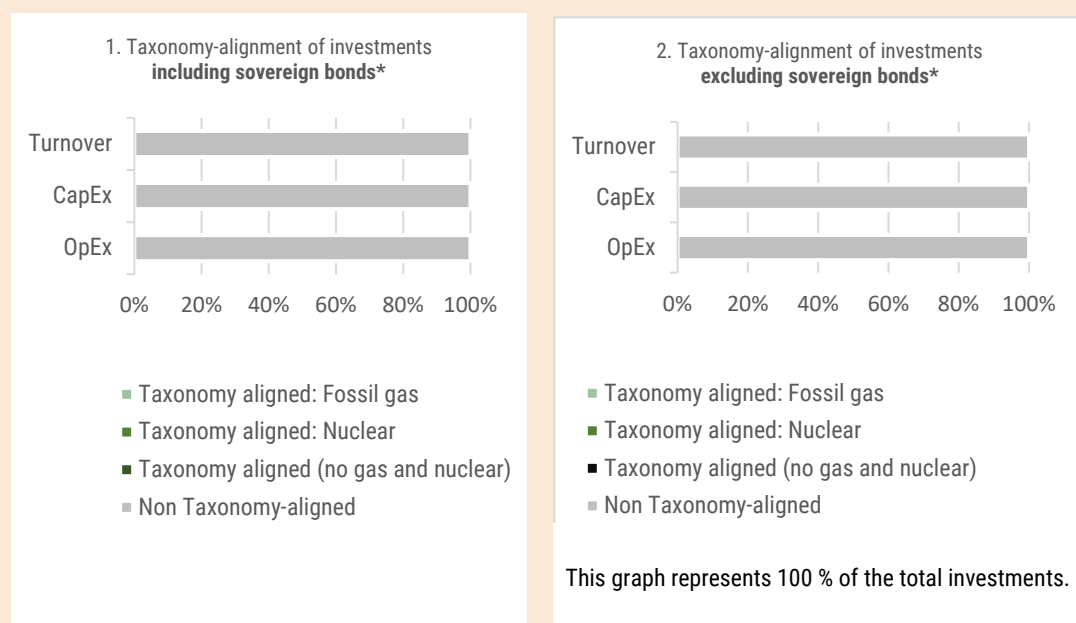 1. Taxonomy-alignment of investments
including sovereign bonds*
Turnover
CapEx
OpEx
0% 20% 40% 60% 80% 100%
Taxonomy aligned: Fossil gas
Taxonomy aligned: Nuclear
Taxonomy aligned (no gas and nuclear)
Non Taxonomy-aligned
2. Taxonomy-alignment of investments
excluding sovereign bonds*
Turnover
CapEx
OpEx
0% 20% 40% 60% 80% 100%
Taxonomy aligned: Fossil gas
Taxonomy aligned: Nuclear
Taxonomy aligned (no gas and nuclear)
Non Taxonomy-aligned
This graph represents 100 % of the total investments.